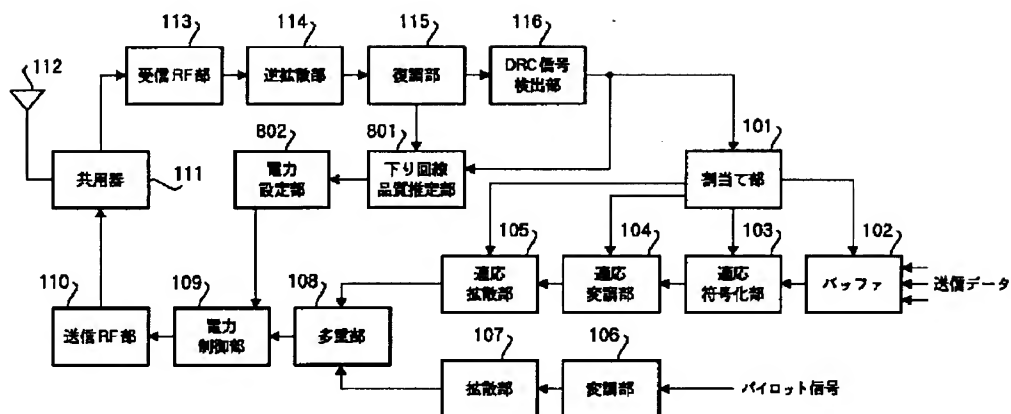 113
114
115
116
112
受信RF部
逆拡散部
復調部
DRC信号
検出部
802
801
101
共用器
111
電力
設定部
下り回線
品質推定部
割当て部
105
104
103
102
110
109
108
適応
拡散部
適応
変調部
適応
符号化部
バッファ
送信データ
送信RF部
電力
制御部
多重部
107
106
拡散部
変調部
パイロット信号